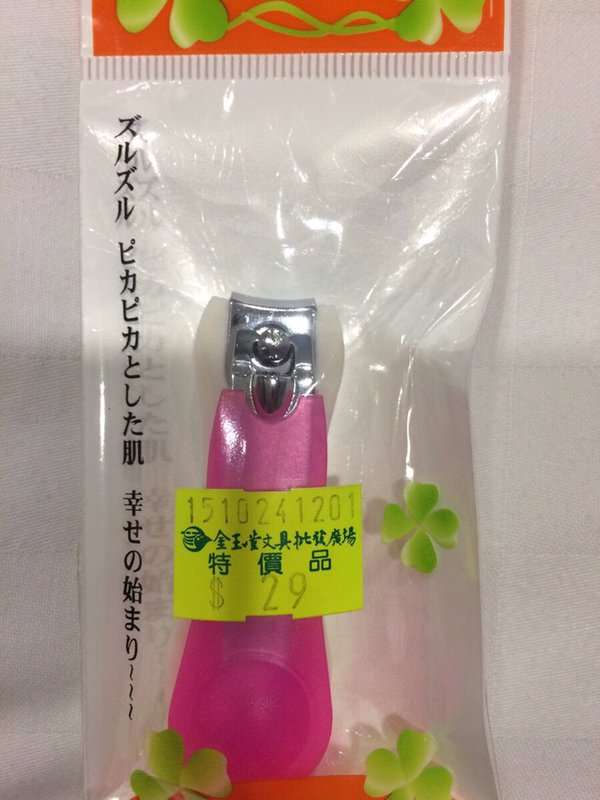 ズルズル ピカピカとした肌 幸せの始まり~~~
1510241201
金玉堂文具批發廣場
特價品
$ 29